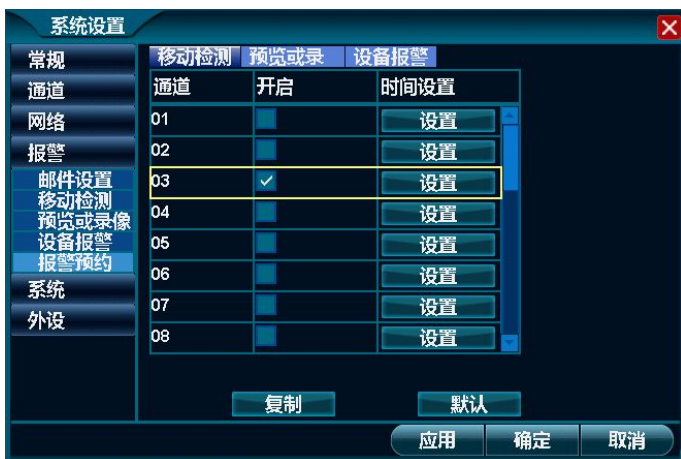 系统设置
常规
通道
网络
报警
邮件设置
移动检测
预览或录像
设备报警
报警预约
系统
外设
移动检测 预览或录 设备报警
通道 开启 时间设置
01 设置
02 设置
03 设置
04 设置
05 设置
06 设置
07 设置
08 设置
复制 默认
应用 确定 取消